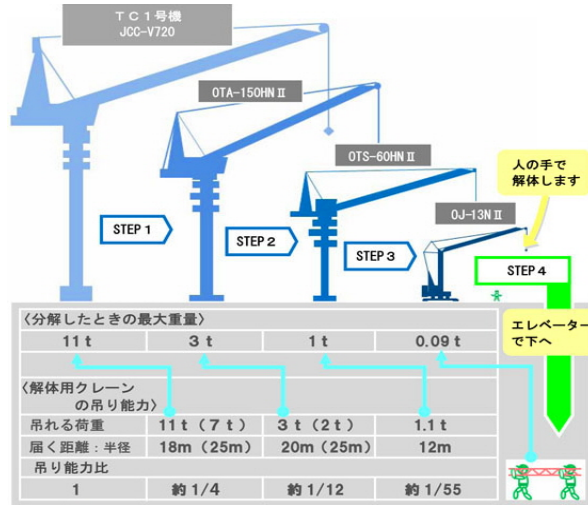 TC1号機
JCC-V720
OTA-150HNⅡ
OTS-60HNⅡ
OJ-13NⅡ
人の手で
解体します
STEP 1
STEP 2
STEP 3
STEP 4
エレベーター
で下へ
〈分解したときの最大重量〉
11 t 3 t 1 t 0.09 t
〈解体用クレーン
の吊り能力〉
吊れる荷重 11 t (7 t) 3 t (2 t) 1.1 t
届く距離:半径 18m (25m) 20m (25m) 12m
吊り能力比
1 約 1/4 約 1/12 約 1/55